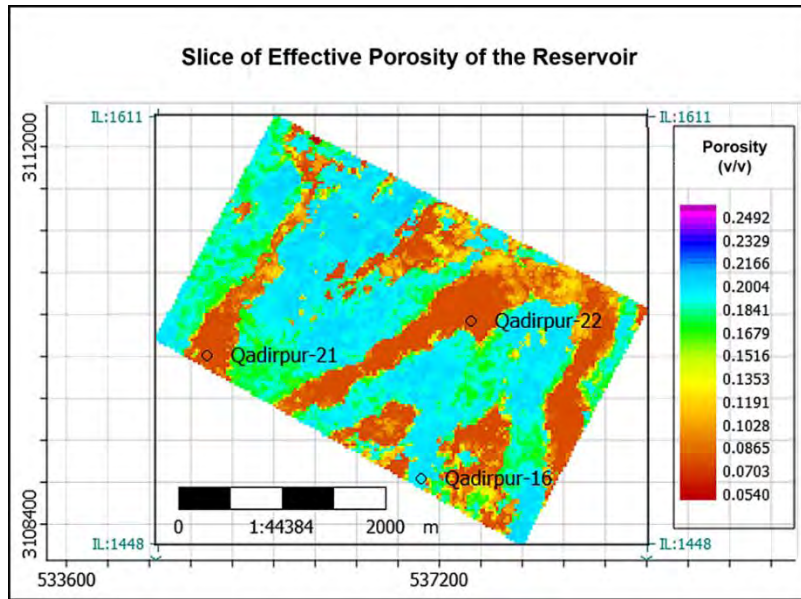 Slice of Effective Porosity of the Reservoir
IL:1611
IL:1611
3112000
Porosity
(v/v)
0.2492
0.2329
0.2166
0.2004
0.1841
0.1679
0.1516
0.1353
0.1191
0.1028
0.0865
0.0703
0.0540
Qadirpur-22
Qadirpur-21
Qadirpur-16
0 1:44384 2000 m
3108400
IL:1448
IL:1448
533600
537200